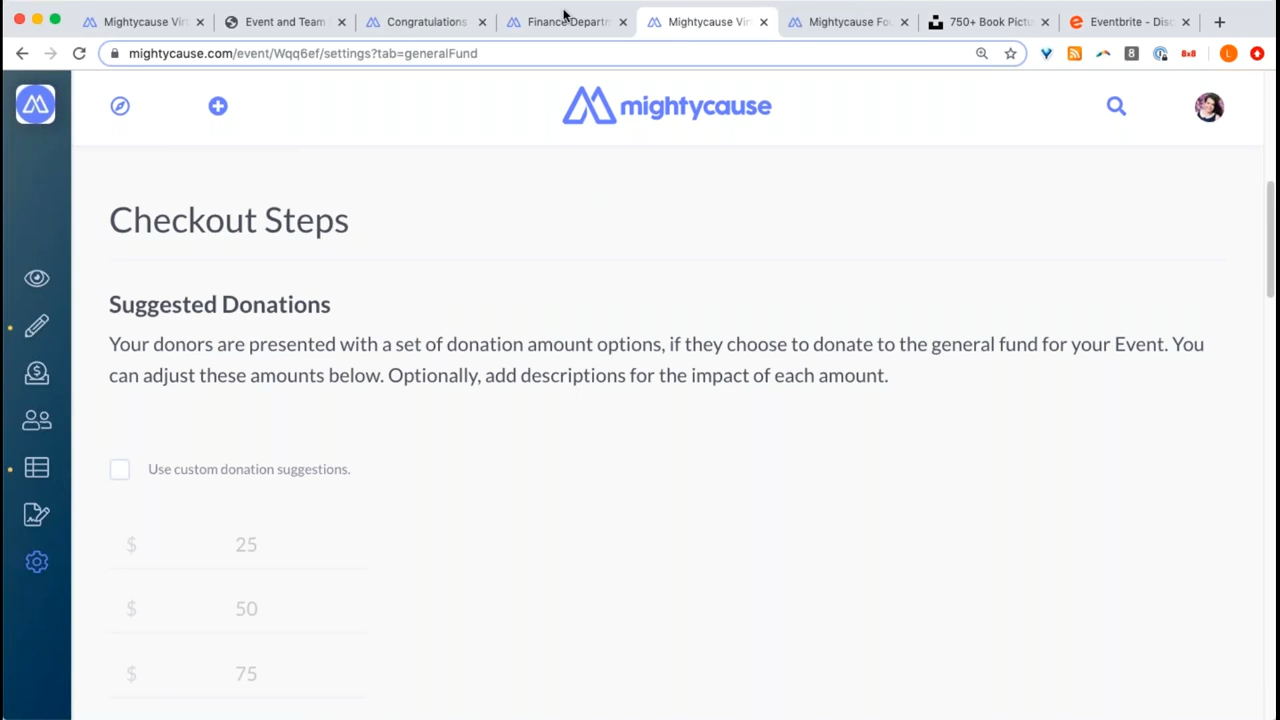 Mightycause Vir
Event and Team
Congratulations
Finance Departm
Mightycause Vir
Mightycause Fou
750+ Book Pictu
Eventbrite - Disc
mightycause.com/event/Wqq6ef/settings?tab=generalFund
8
8x8
L
mightycause
Checkout Steps
Suggested Donations
Your donors are presented with a set of donation amount options, if they choose to donate to the general fund for your Event. You
can adjust these amounts below. Optionally, add descriptions for the impact of each amount.
Use custom donation suggestions.
$ 25
$ 50
$ 75